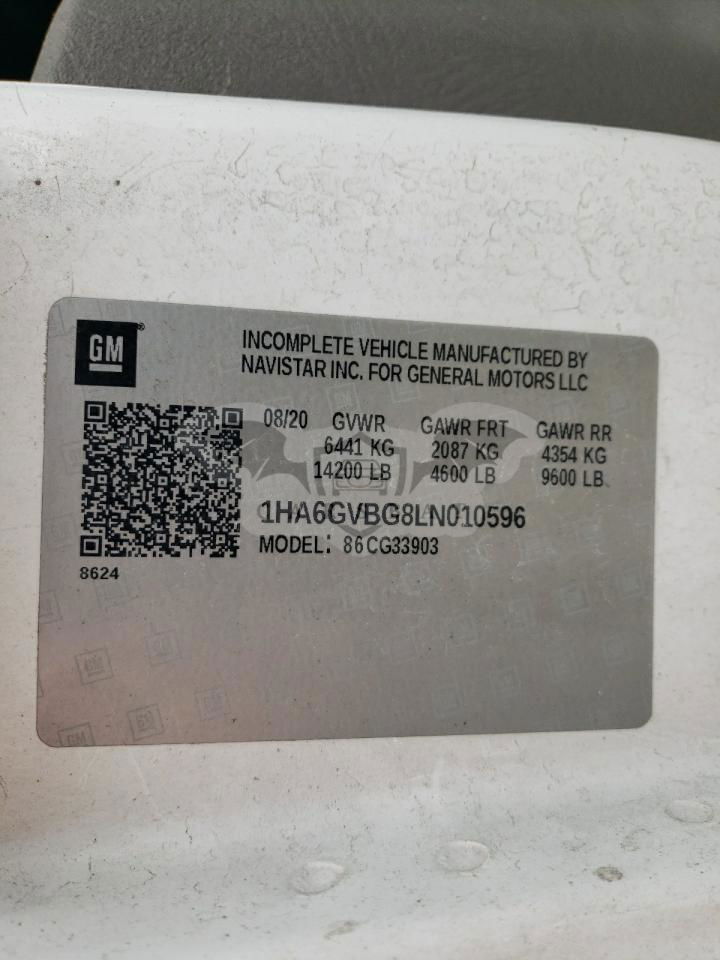 GM®
INCOMPLETE VEHICLE MANUFACTURED BY
NAVISTAR INC. FOR GENERAL MOTORS LLC
08/20 GVWR GAWR FRT GAWR RR
6441 KG 2087 KG 4354 KG
14200 LB 4600 LB 9600 LB
1HA6GVBG8LN010596
MODEL: 86CG33903
8624